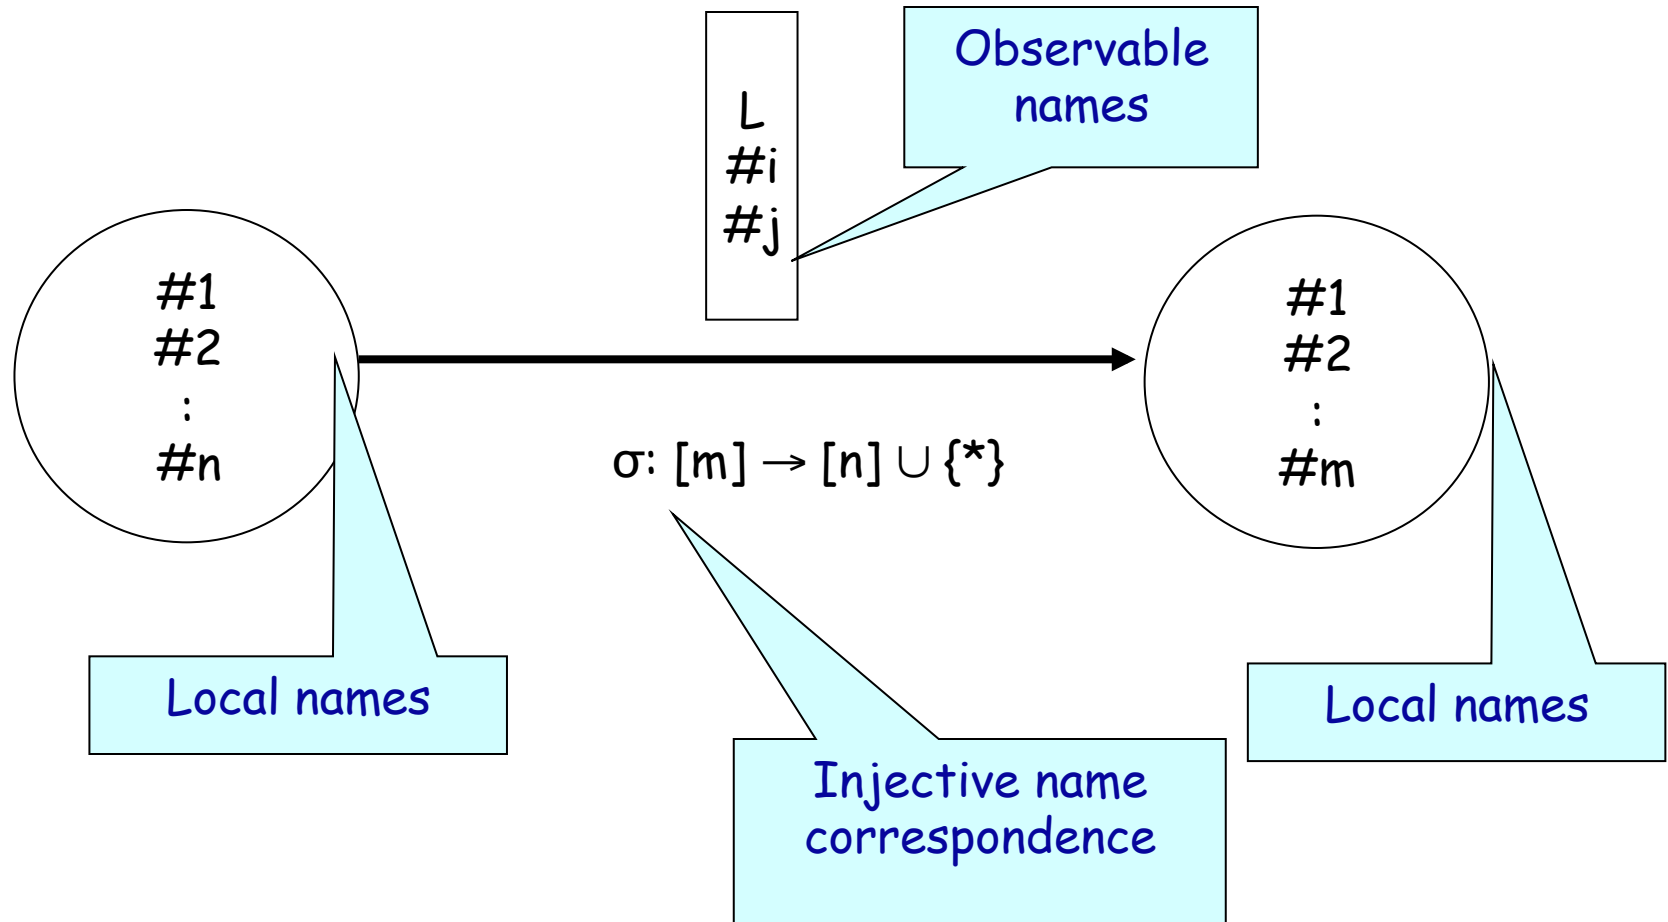 Observable
names
L
#i
#j
#1
#2
:
#n
#1
#2
:
#m
σ: [m] → [n] ∪ {*}
Local names
Local names
Injective name
correspondence